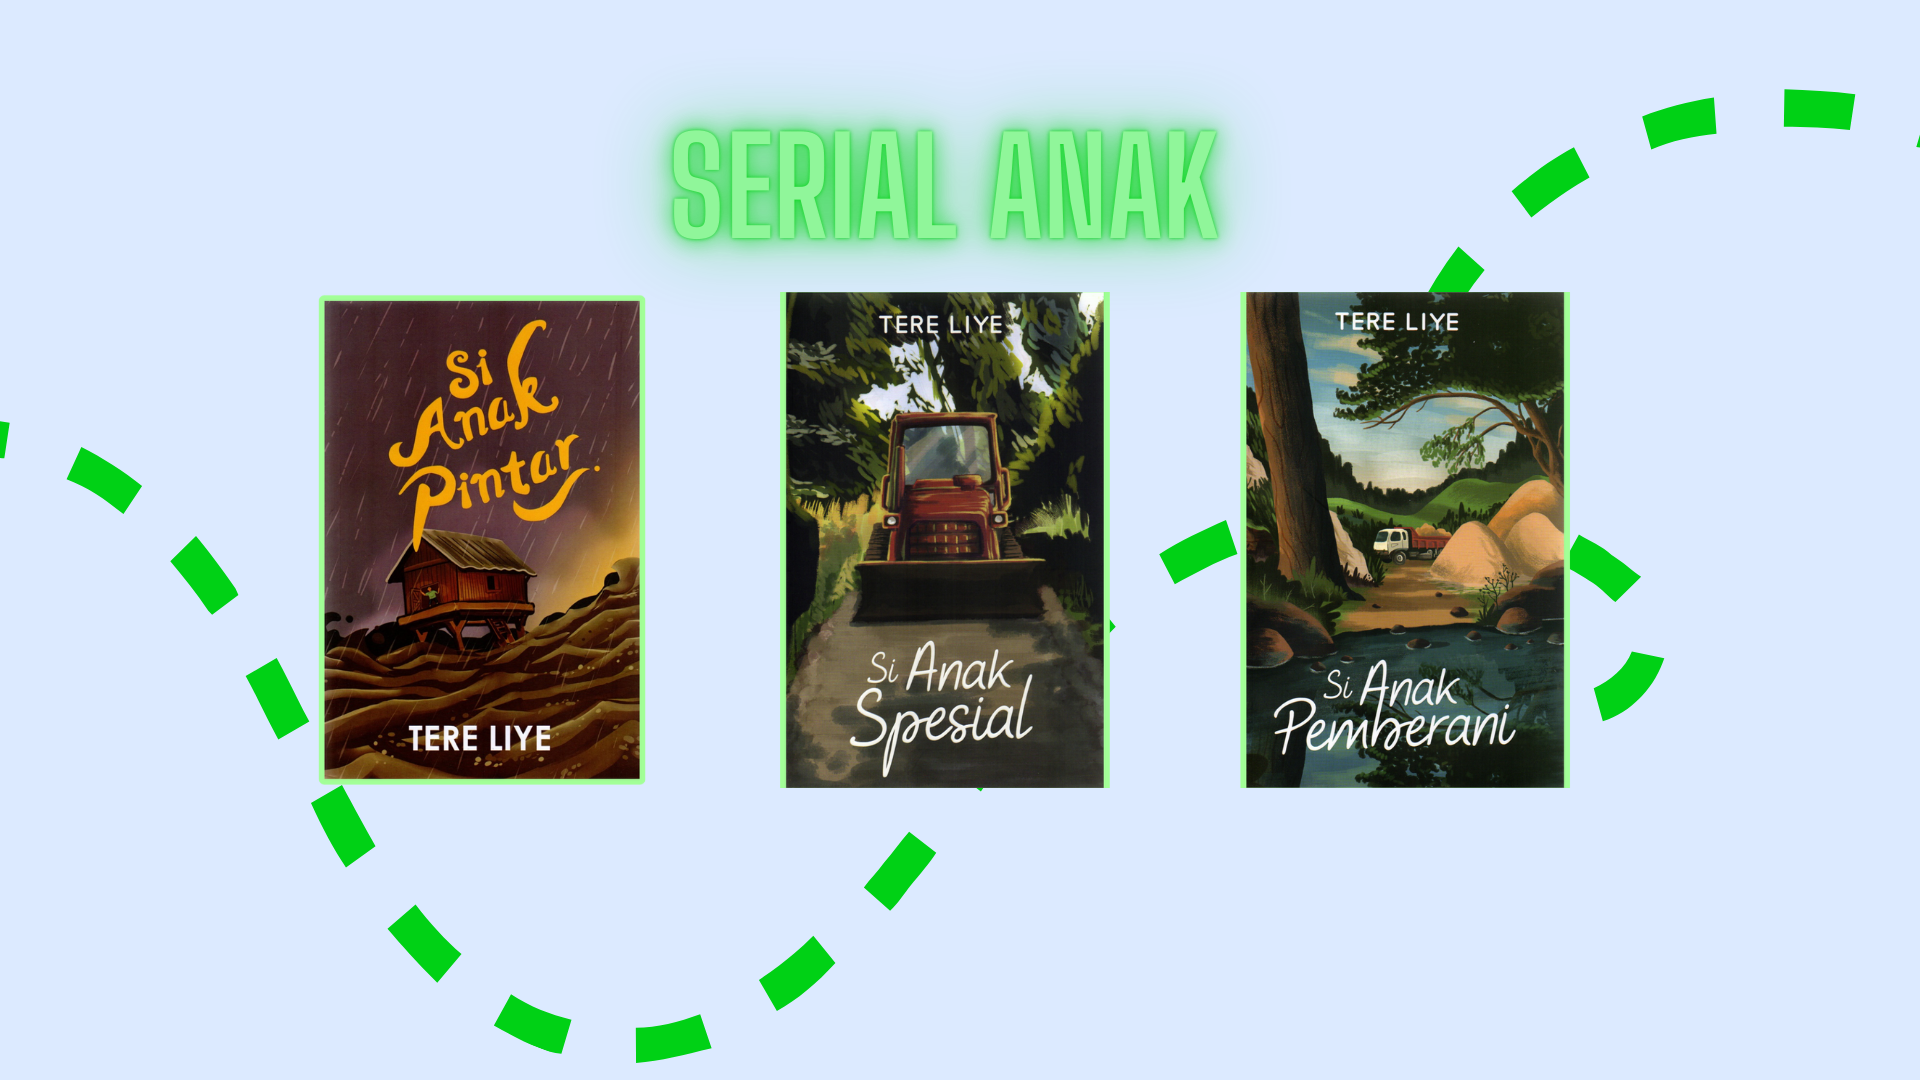 SERIAL ANAK
Si
Anak
Pintar.
TERE LIYE
TERE LIYE
Si Anak
Spesial
TERE LIYE
Si Anak
Pemberani